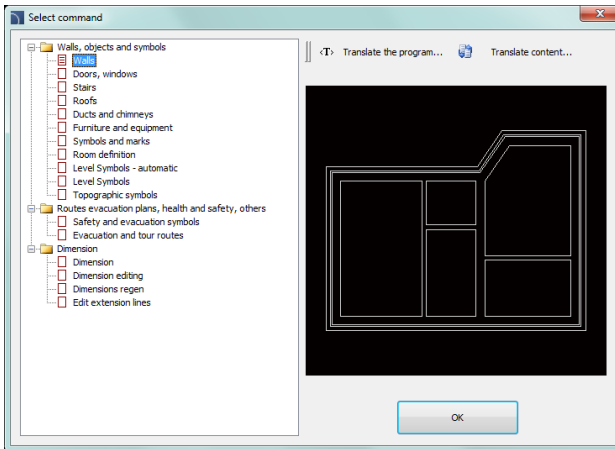 Select command
Walls, objects and symbols
Walls
Doors, windows
Stairs
Roofs
Ducts and chimneys
Furniture and equipment
Symbols and marks
Room definition
Level Symbols - automatic
Level Symbols
Topographic symbols
Routes evacuation plans, health and safety, others
Safety and evacuation symbols
Evacuation and tour routes
Dimension
Dimension
Dimension editing
Dimensions regen
Edit extension lines
<T> Translate the program... Translate content...
OK